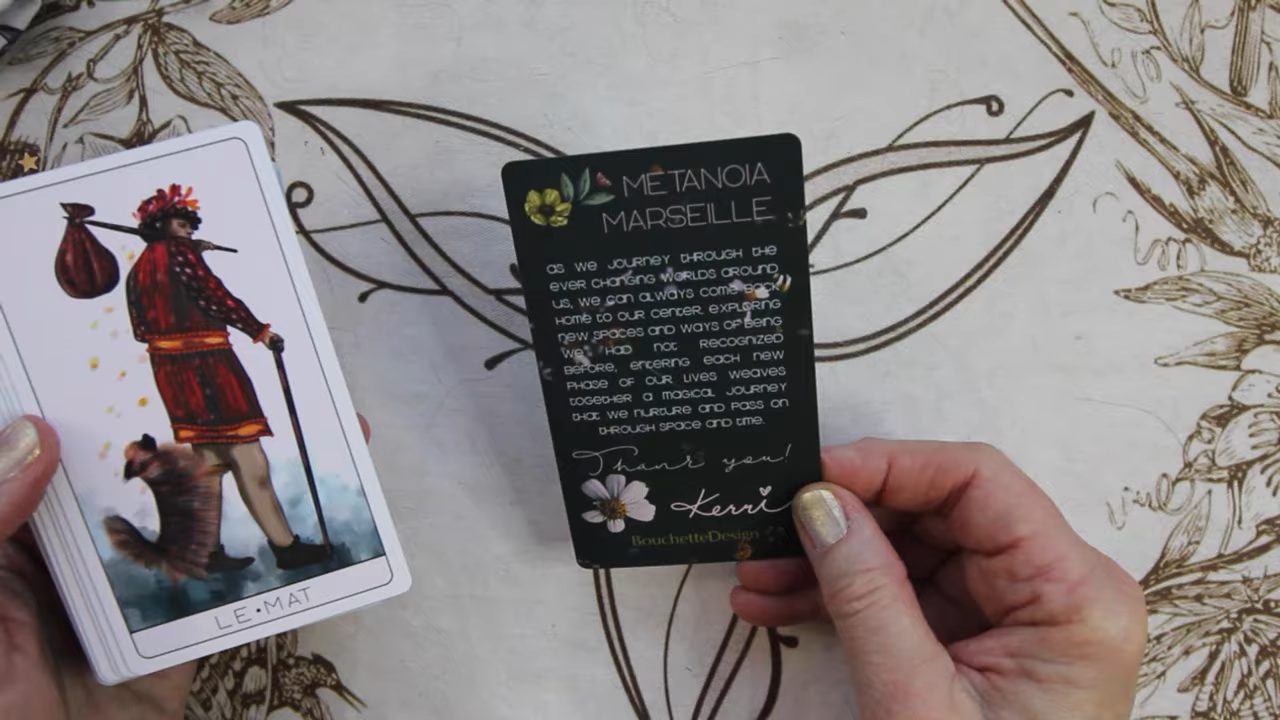 METANOIA
MARSEILLE
AS WE JOURNEY THROUGH THE
EVER CHANGING WORLDS AROUND
US, WE CAN ALWAYS COME BACK
HOME TO OUR CENTER. EXPLORING
NEW SPACES AND WAYS OF BEING
WE HAD NOT RECOGNIZED
BEFORE, ENTERING EACH NEW
PHASE OF OUR LIVES WEAVES
TOGETHER A MAGICAL JOURNEY
THAT WE NURTURE AND PASS ON
THROUGH SPACE AND TIME.
Thank you!
Kerri
BouchetteDesign
LE•MAT